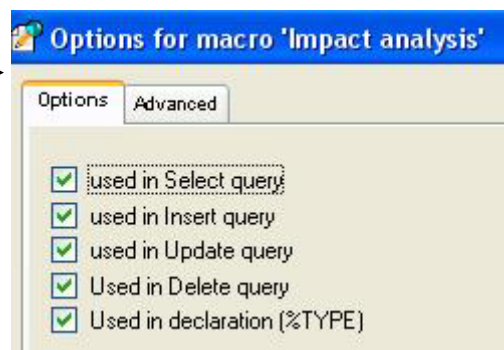 Options for macro 'Impact analysis'
Options Advanced
used in Select query
used in Insert query
used in Update query
Used in Delete query
Used in declaration (%TYPE)